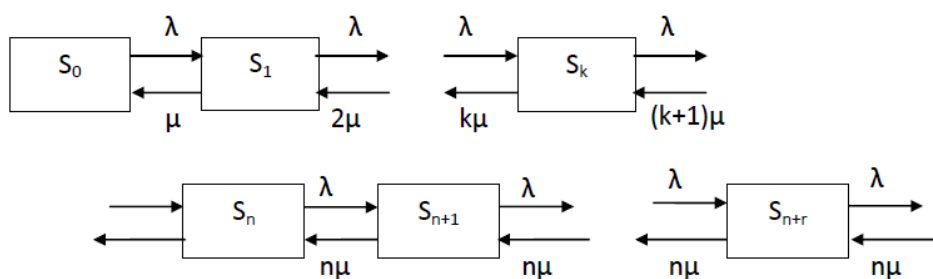 λ λ λ λ
S₀ S₁ Sₖ
μ 2μ kμ (k+1)μ
λ λ λ λ
Sₙ Sₙ₊₁ Sₙ₊ᵣ
nμ nμ nμ nμ